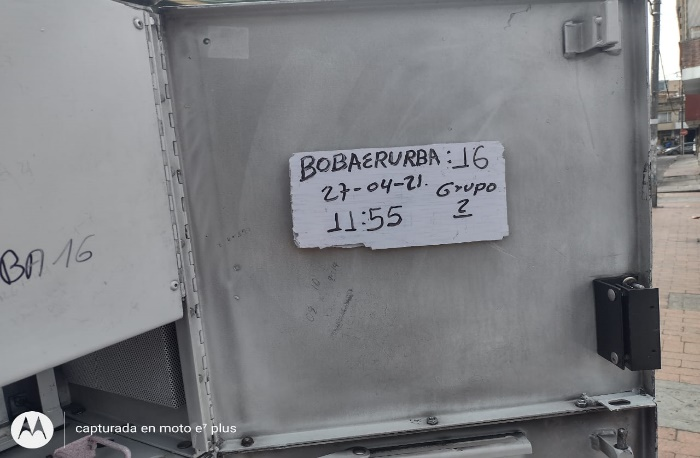 BOBAERURBA:16
27-04-21. Grupo
11:55 2
BA 16
capturada en moto e⁷ plus